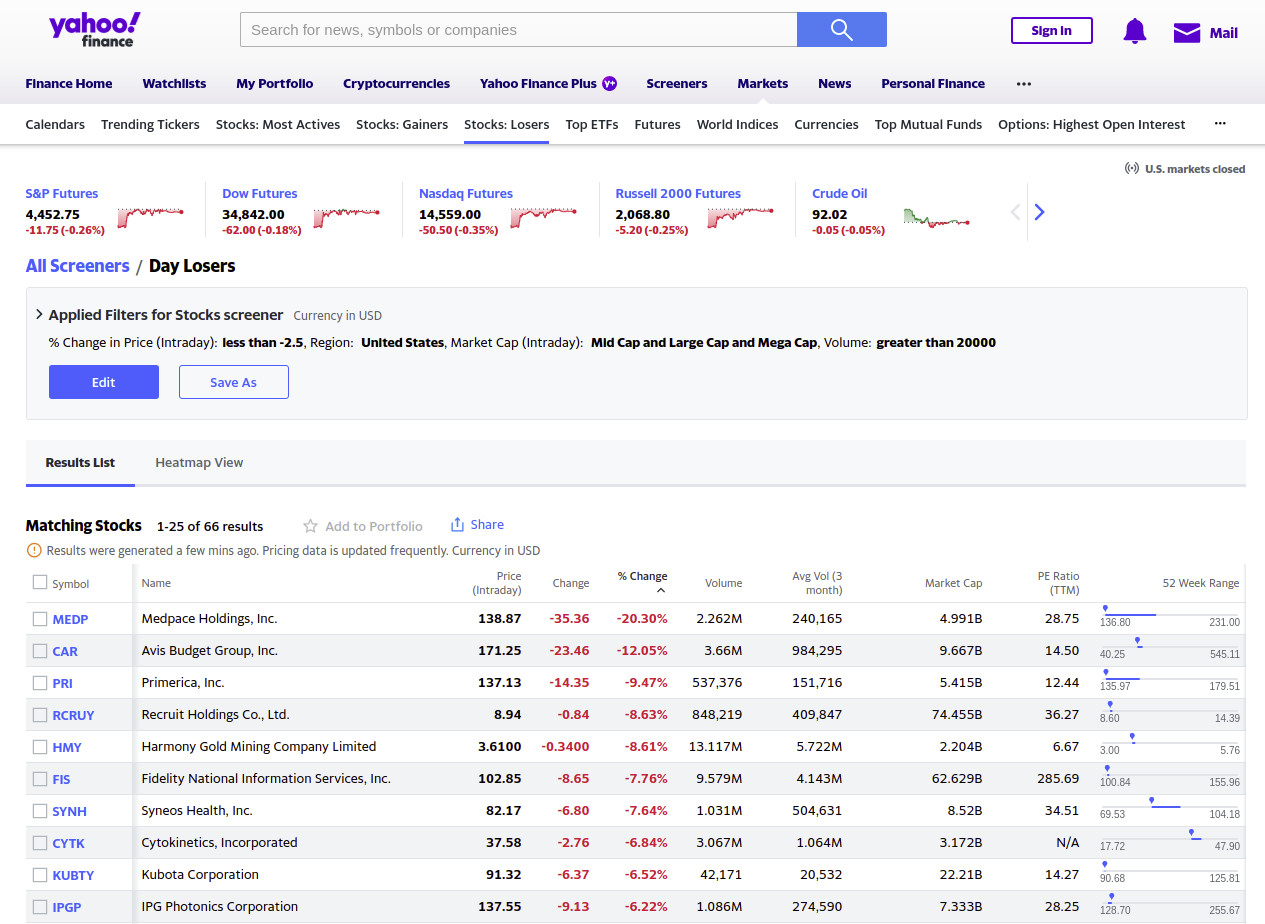 yahoo!
finance
Search for news, symbols or companies
Sign In
Mail
Finance Home Watchlists My Portfolio Cryptocurrencies Yahoo Finance Plus Y+ Screeners Markets News Personal Finance ...
Calendars Trending Tickers Stocks: Most Actives Stocks: Gainers Stocks: Losers Top ETFs Futures World Indices Currencies Top Mutual Funds Options: Highest Open Interest ...
U.S. markets closed
S&P Futures
4,452.75
-11.75 (-0.26%)
Dow Futures
34,842.00
-62.00 (-0.18%)
Nasdaq Futures
14,559.00
-50.50 (-0.35%)
Russell 2000 Futures
2,068.80
-5.20 (-0.25%)
Crude Oil
92.02
-0.05 (-0.05%)
All Screeners / Day Losers
Applied Filters for Stocks screener Currency in USD
% Change in Price (Intraday): less than -2.5, Region: United States, Market Cap (Intraday): Mid Cap and Large Cap and Mega Cap, Volume: greater than 20000
Edit Save As
Results List Heatmap View
Matching Stocks 1-25 of 66 results Add to Portfolio Share
Results were generated a few mins ago. Pricing data is updated frequently. Currency in USD
Symbol Name Price (Intraday) Change % Change Volume Avg Vol (3 month) Market Cap PE Ratio (TTM) 52 Week Range
MEDP Medpace Holdings, Inc. 138.87 -35.36 -20.30% 2.262M 240,165 4.991B 28.75 136.80 231.00
CAR Avis Budget Group, Inc. 171.25 -23.46 -12.05% 3.66M 984,295 9.667B 14.50 40.25 545.11
PRI Primerica, Inc. 137.13 -14.35 -9.47% 537,376 151,716 5.415B 12.44 135.97 179.51
RCRUY Recruit Holdings Co., Ltd. 8.94 -0.84 -8.63% 848,219 409,847 74.455B 36.27 8.60 14.39
HMY Harmony Gold Mining Company Limited 3.6100 -0.3400 -8.61% 13.117M 5.722M 2.204B 6.67 3.00 5.76
FIS Fidelity National Information Services, Inc. 102.85 -8.65 -7.76% 9.579M 4.143M 62.629B 285.69 100.84 155.96
SYNH Syneos Health, Inc. 82.17 -6.80 -7.64% 1.031M 504,631 8.52B 34.51 69.53 104.18
CYTK Cytokinetics, Incorporated 37.58 -2.76 -6.84% 3.067M 1.064M 3.172B N/A 17.72 47.90
KUBTY Kubota Corporation 91.32 -6.37 -6.52% 42,171 20,532 22.21B 14.27 90.68 125.81
IPGP IPG Photonics Corporation 137.55 -9.13 -6.22% 1.086M 274,590 7.333B 28.25 128.70 255.67